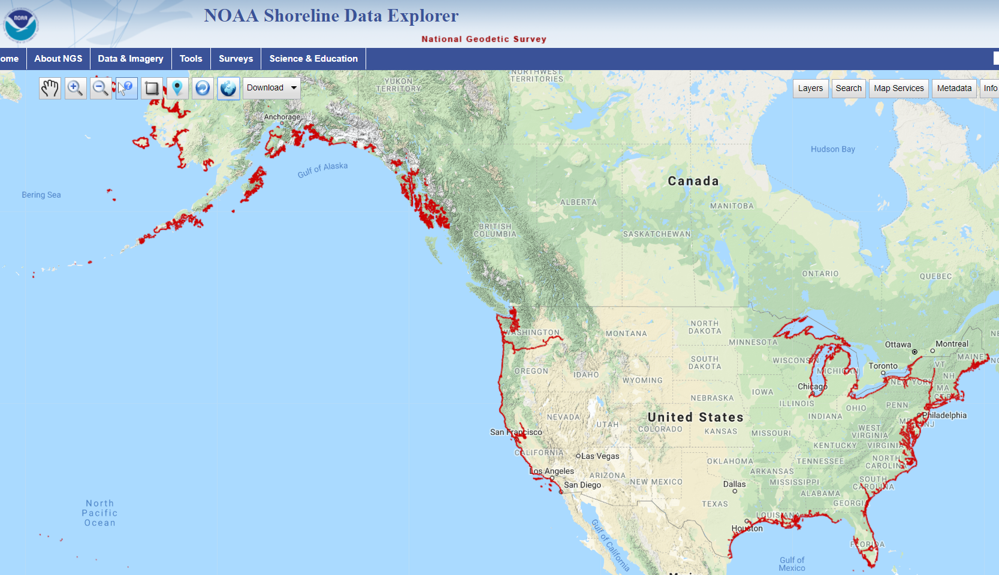 NOAA
NOAA Shoreline Data Explorer
National Geodetic Survey
ome
About NGS
Data & Imagery
Tools
Surveys
Science & Education
Download
Layers
Search
Map Services
Metadata
Info
NORTHWEST
TERRITORIES
YUKON
TERRITORY
Anchorage
Hudson Bay
Gulf of Alaska
Canada
Bering Sea
ALBERTA
MANITOBA
BRITISH
COLUMBIA
SASKATCHEWAN
ONTARIO
QUEBEC
WASHINGTON
MONTANA
NORTH
DAKOTA
MINNESOTA
Ottawa
Montreal
NE
SOUTH
DAKOTA
WISCONSIN
MICHIGAN
Toronto
VT
MAINE
NO
OREGON
IDAHO
WYOMING
NEW YORK
NH
Chicago
IOWA
MA
CT
NEBRASKA
ILLINOIS
OHIO
PENN
NEVADA
UTAH
United States
INDIANA
Philadelphia
NJ
San Francisco
COLORADO
KANSAS
MISSOURI
WEST
VIRGINIA
CALIFORNIA
KENTUCKY
VIRGINIA
Las Vegas
OKLAHOMA
TENNESSEE
NORTH
CAROLINA
Los Angeles
ARIZONA
NEW MEXICO
ARKANSAS
MISSISSIPPI
SOUTH
CAROLINA
San Diego
Dallas
ALABAMA
GEORGIA
TEXAS
North
Pacific
Ocean
LOUISIANA
Houston
Gulf of California
FLORIDA
Gulf of
Mexico